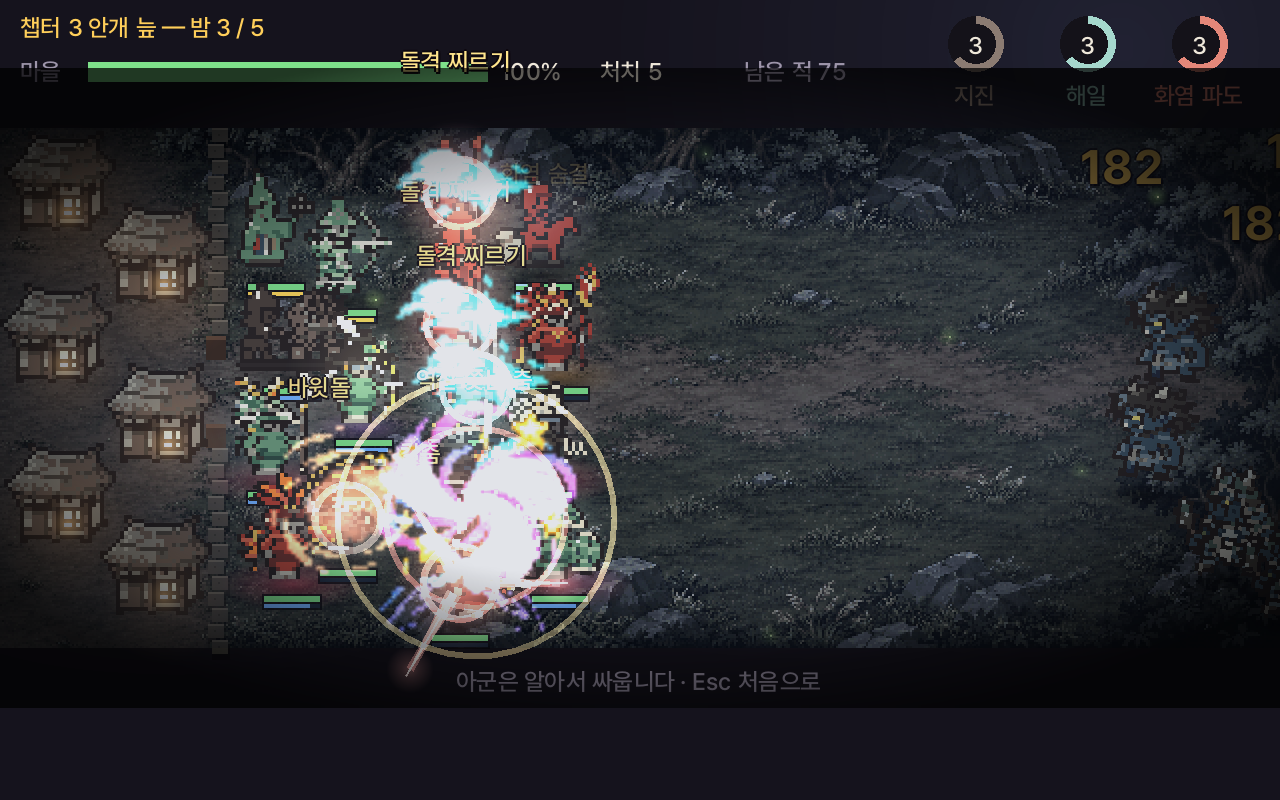 챕터 3 안개 늪 — 밤 3 / 5
마을
돌격 찌르기
100%
처치 5
남은 적 75
3
3
3
지진
해일
화염 파도
182
18
돌격 찌르기
돌격 찌르기
바윗돌
아군은 알아서 싸웁니다 · Esc 처음으로